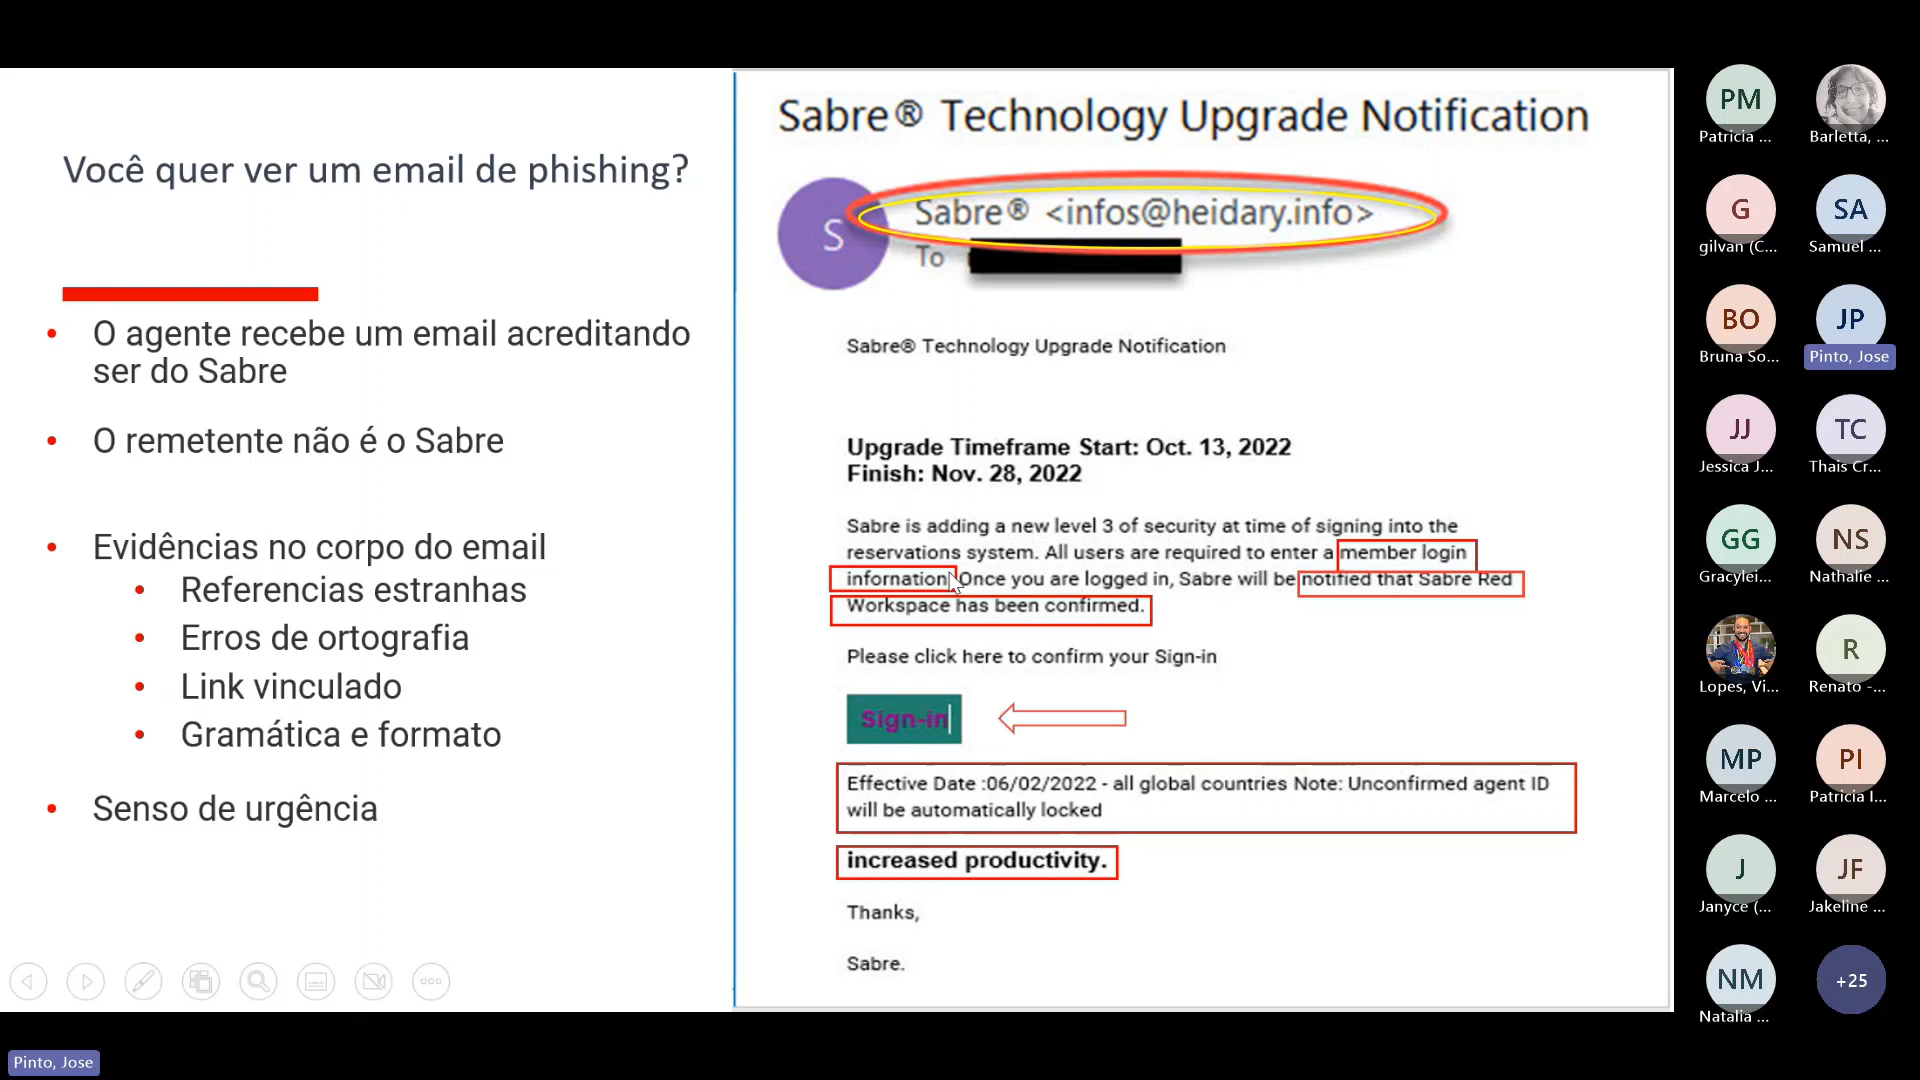 Você quer ver um email de phishing?
O agente recebe um email acreditando
ser do Sabre
O remetente não é o Sabre
Evidências no corpo do email
Referencias estranhas
Erros de ortografia
Link vinculado
Gramática e formato
Senso de urgência
Sabre® Technology Upgrade Notification
S
Sabre® <infos@heidary.info>
To
Sabre® Technology Upgrade Notification
Upgrade Timeframe Start: Oct. 13, 2022
Finish: Nov. 28, 2022
Sabre is adding a new level 3 of security at time of signing into the
reservations system. All users are required to enter a member login
infornation. Once you are logged in, Sabre will be notified that Sabre Red
Workspace has been confirmed.
Please click here to confirm your Sign-in
Sign-in
Effective Date :06/02/2022 - all global countries Note: Unconfirmed agent ID
will be automatically locked
increased productivity.
Thanks,
Sabre.
PM
Patricia ...
Barletta, ...
G
gilvan (C...
SA
Samuel ...
BO
Bruna So...
JP
Pinto, Jose
JJ
Jessica J...
TC
Thais Cr...
GG
Gracylei...
NS
Nathalie ...
Lopes, Vi...
R
Renato -...
MP
Marcelo ...
PI
Patricia I...
J
Janyce (...
JF
Jakeline ...
NM
Natalia ...
+25
Pinto, Jose